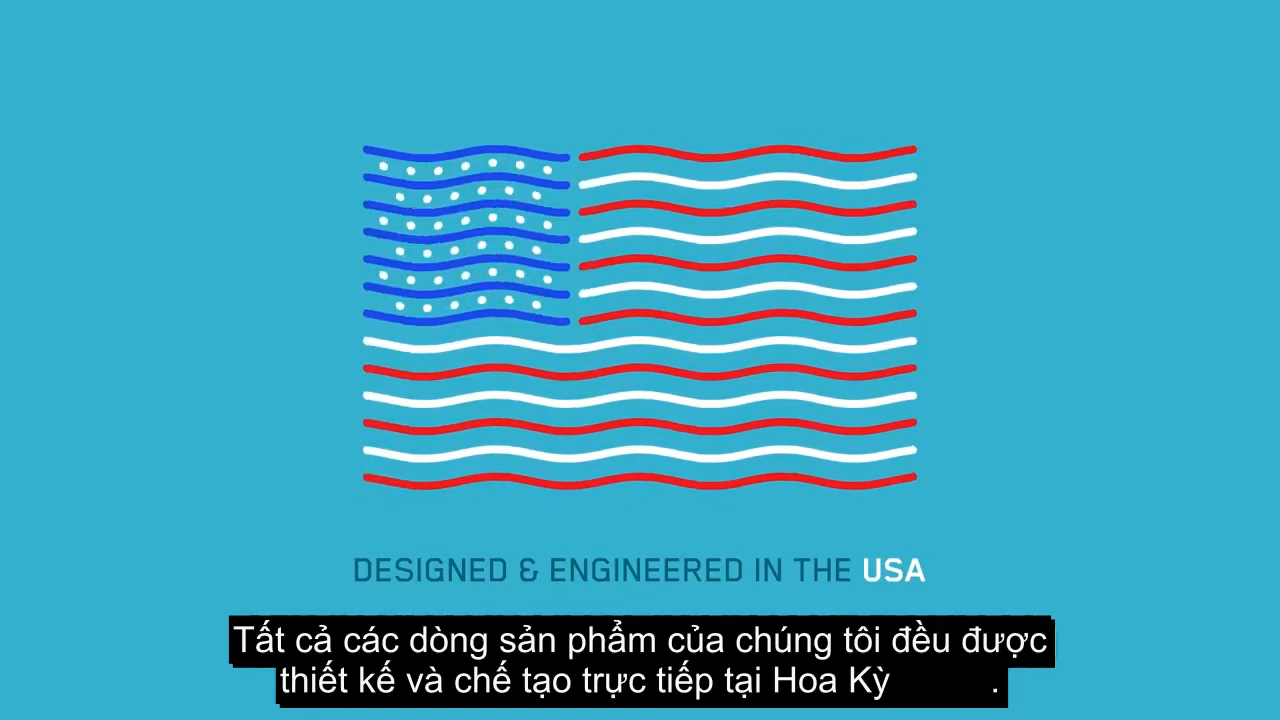 DESIGNED & ENGINEERED IN THE USA
Tất cả các dòng sản phẩm của chúng tôi đều được
thiết kế và chế tạo trực tiếp tại Hoa Kỳ .